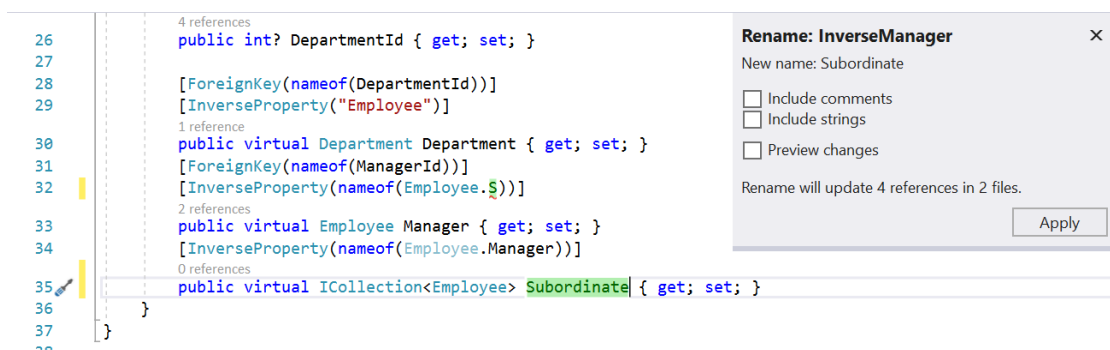 4 references
26 public int? DepartmentId { get; set; }
27
28 [ForeignKey(nameof(DepartmentId))]
29 [InverseProperty("Employee")]
1 reference
30 public virtual Department Department { get; set; }
31 [ForeignKey(nameof(ManagerId))]
32 [InverseProperty(nameof(Employee.S))]
2 references
33 public virtual Employee Manager { get; set; }
34 [InverseProperty(nameof(Employee.Manager))]
0 references
35 public virtual ICollection<Employee> Subordinate { get; set; }
36 }
37 }
Rename: InverseManager
New name: Subordinate
Include comments
Include strings
Preview changes
Rename will update 4 references in 2 files.
Apply